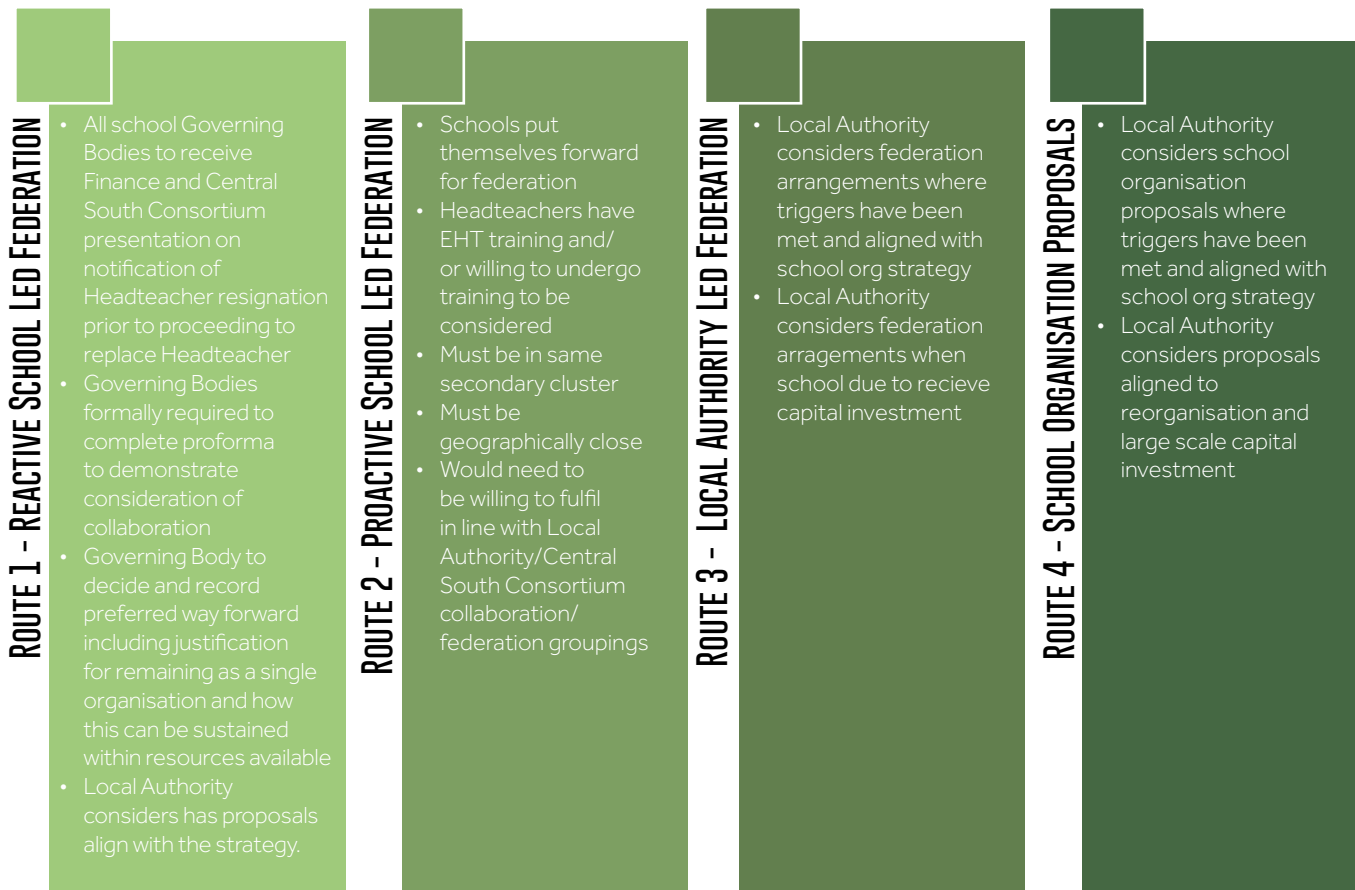 ROUTE 1 - REACTIVE SCHOOL LED FEDERATION
• All school Governing
Bodies to receive
Finance and Central
South Consortium
presentation on
notification of
Headteacher resignation
prior to proceeding to
replace Headteacher
• Governing Bodies
formally required to
complete proforma
to demonstrate
consideration of
collaboration
• Governing Body to
decide and record
preferred way forward
including justification
for remaining as a single
organisation and how
this can be sustained
within resources available
• Local Authority
considers has proposals
align with the strategy.
ROUTE 2 - PROACTIVE SCHOOL LED FEDERATION
• Schools put
themselves forward
for federation
• Headteachers have
EHT training and/
or willing to undergo
training to be
considered
• Must be in same
secondary cluster
• Must be
geographically close
• Would need to
be willing to fulfil
in line with Local
Authority/Central
South Consortium
collaboration/
federation groupings
ROUTE 3 - LOCAL AUTHORITY LED FEDERATION
• Local Authority
considers federation
arrangements where
triggers have been
met and aligned with
school org strategy
• Local Authority
considers federation
arragements when
school due to recieve
capital investment
ROUTE 4 - SCHOOL ORGANISATION PROPOSALS
• Local Authority
considers school
organisation
proposals where
triggers have been
met and aligned with
school org strategy
• Local Authority
considers proposals
aligned to
reorganisation and
large scale capital
investment